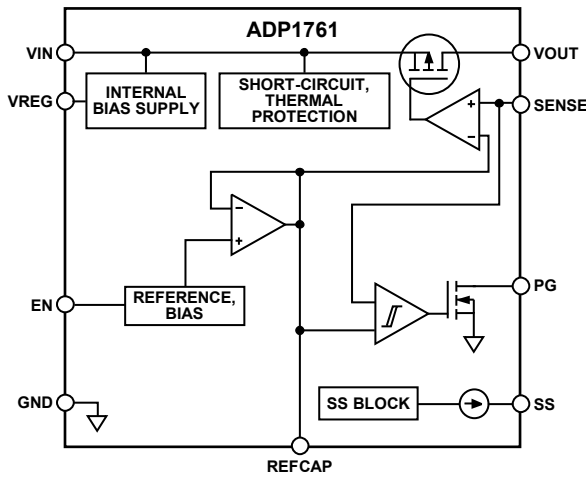 ADP1761
VIN
VOUT
VREG
INTERNAL
BIAS SUPPLY
SHORT-CIRCUIT,
THERMAL
PROTECTION
+
−
SENSE
−
+
EN
REFERENCE,
BIAS
PG
GND
SS BLOCK
SS
REFCAP